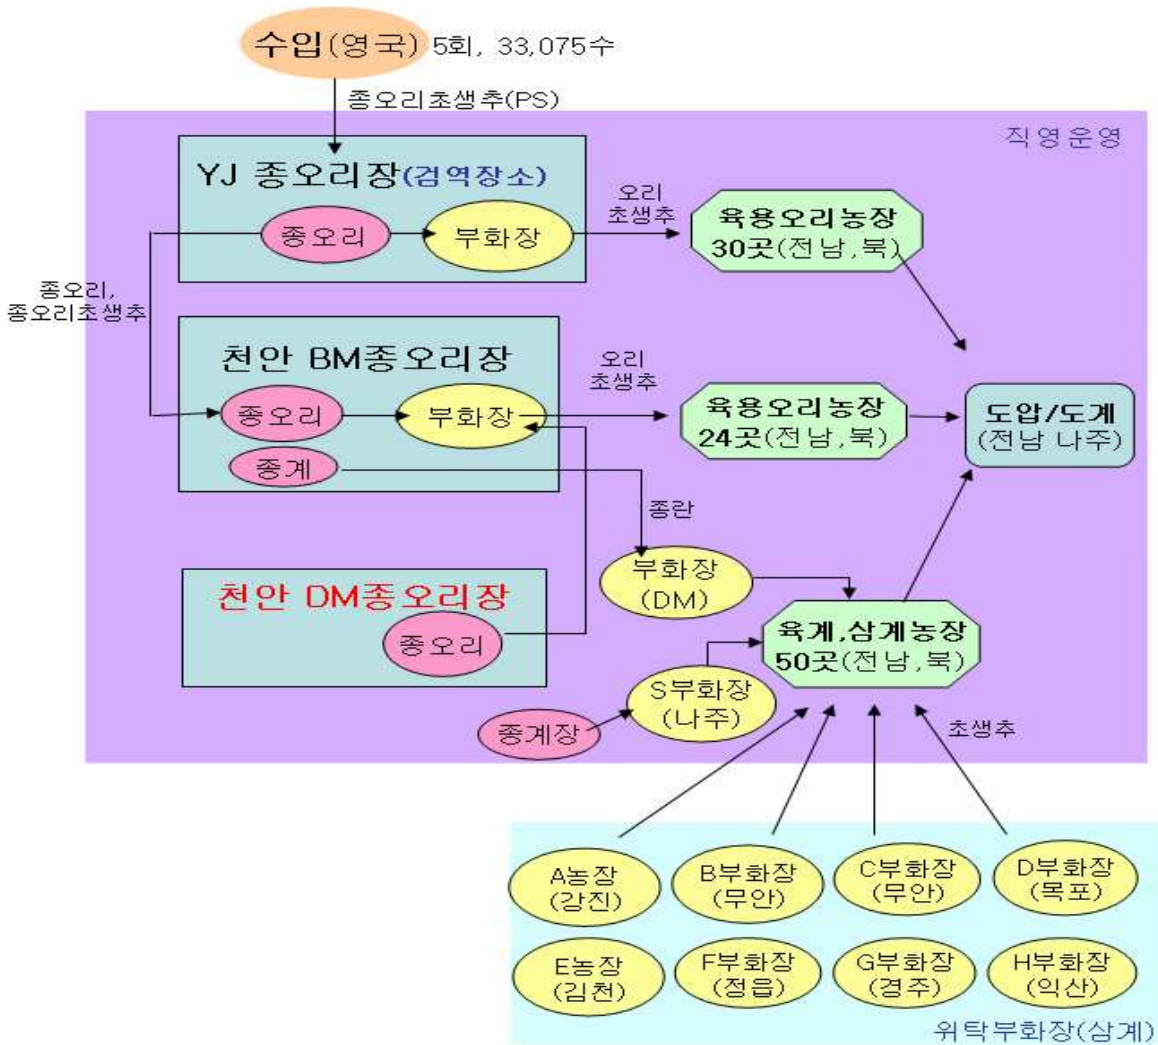 수입(영국) 5회, 33,075수
종오리초생추(PS)
직영운영
YJ 종오리장(검역장소)
종오리
부화장
오리
초생추
육용오리농장
30곳(전남,북)
종오리,
종오리초생추
천안 BM종오리장
종오리
부화장
종계
오리
초생추
육용오리농장
24곳(전남,북)
도압/도계
(전남 나주)
종란
부화장
(DM)
천안 DM종오리장
종오리
육계,삼계농장
50곳(전남,북)
S부화장
(나주)
종계장
초생추
A농장
(강진)
B부화장
(무안)
C부화장
(무안)
D부화장
(목포)
E농장
(김천)
F부화장
(정읍)
G부화장
(경주)
H부화장
(익산)
위탁부화장(삼계)